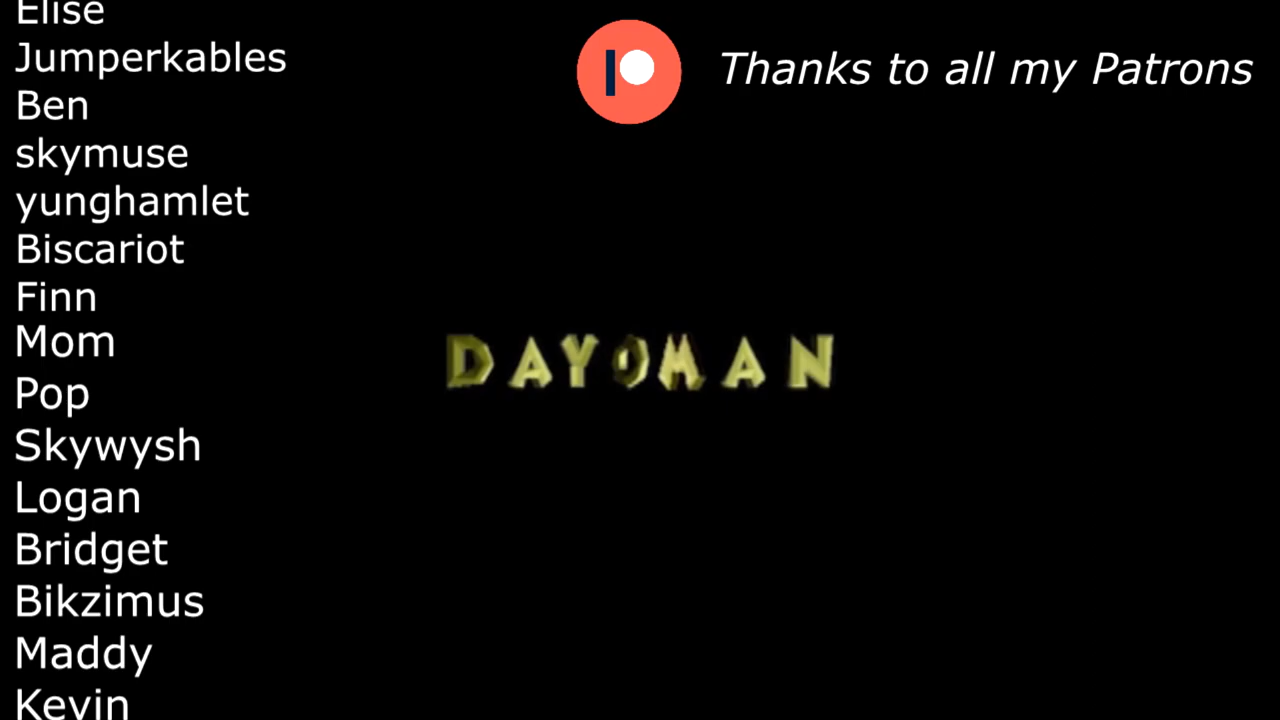 Elise
Jumperkables
Ben
skymuse
yunghamlet
Biscariot
Finn
Mom
Pop
Skywysh
Logan
Bridget
Bikzimus
Maddy
Kevin
Thanks to all my Patrons
DAYOMAN